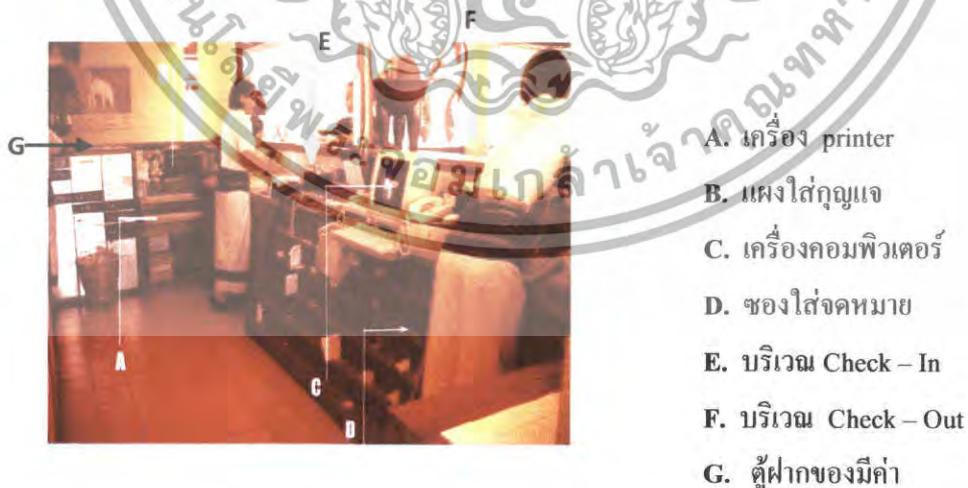 F
E
G
A
C
D
A. เครื่อง printer
B. แผงใส่กุญแจ
C. เครื่องคอมพิวเตอร์
D. ซองใส่จดหมาย
E. บริเวณ Check – In
F. บริเวณ Check – Out
G. ตู้ฝากของมีค่า